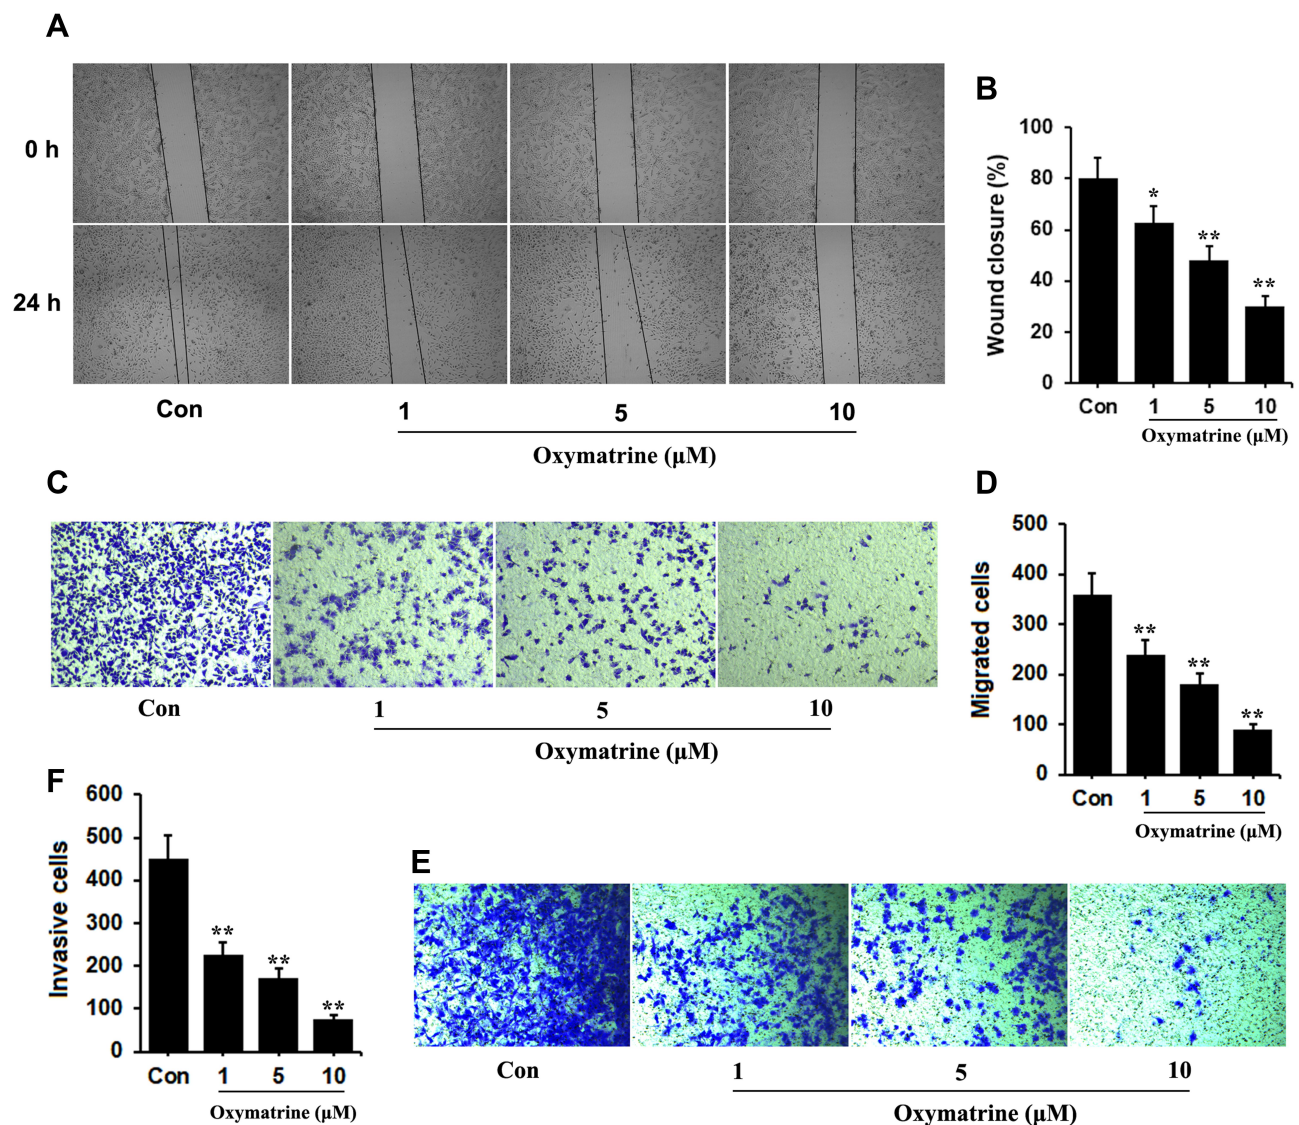 A
0 h
24 h
Con
1
5
10
Oxymatrine (μM)
B
Wound closure (%)
100
80
60
40
20
0
*
**
**
Con
1
5
10
Oxymatrine (μM)
C
Con
1
5
10
Oxymatrine (μM)
D
Migrated cells
500
400
300
200
100
0
**
**
**
Con
1
5
10
Oxymatrine (μM)
F
Invasive cells
600
500
400
300
200
100
0
**
**
**
Con
1
5
10
Oxymatrine (μM)
E
Con
1
5
10
Oxymatrine (μM)